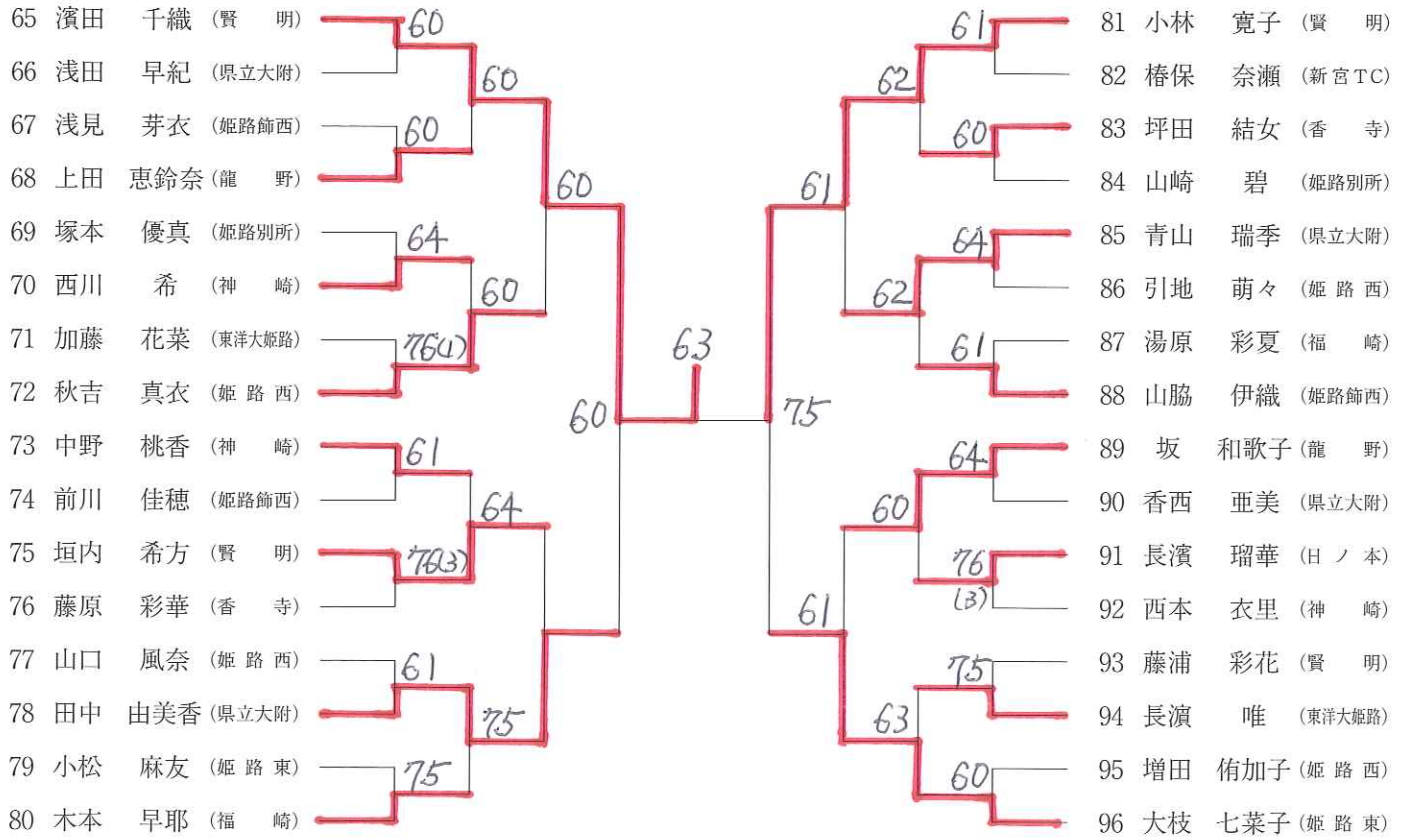 65 濱田 千織 (賢 明)
66 浅田 早紀 (県立大附)
67 浅見 芽衣 (姫路飾西)
68 上田 恵鈴奈 (龍 野)
69 塚本 優真 (姫路別所)
70 西川 希 (神 崎)
71 加藤 花菜 (東洋大姫路)
72 秋吉 真衣 (姫路西)
73 中野 桃香 (神 崎)
74 前川 佳穂 (姫路飾西)
75 垣内 希方 (賢 明)
76 藤原 彩華 (香 寺)
77 山口 風奈 (姫路西)
78 田中 由美香 (県立大附)
79 小松 麻友 (姫路東)
80 木本 早耶 (福 崎)
60
60
64
76(1)
61
76(3)
61
75
60
60
64
75
60
60
63
75
61
61
62
62
60
63
61
60
64
61
64
76
(3)
75
60
81 小林 寛子 (賢 明)
82 椿保 奈瀬 (新宮TC)
83 坪田 結女 (香 寺)
84 山崎 碧 (姫路別所)
85 青山 瑞季 (県立大附)
86 引地 萌々 (姫路西)
87 湯原 彩夏 (福 崎)
88 山脇 伊織 (姫路飾西)
89 坂 和歌子 (龍 野)
90 香西 亜美 (県立大附)
91 長濱 瑠華 (日ノ本)
92 西本 衣里 (神 崎)
93 藤浦 彩花 (賢 明)
94 長濵 唯 (東洋大姫路)
95 増田 侑加子 (姫路西)
96 大枝 七菜子 (姫路東)